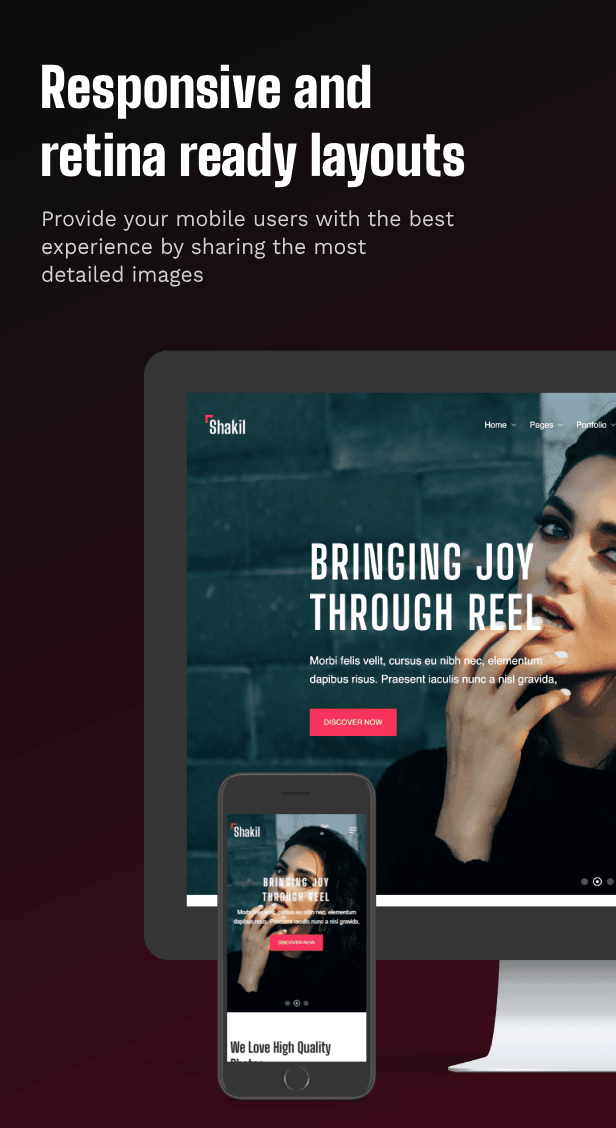 Responsive and
retina ready layouts
Provide your mobile users with the best
experience by sharing the most
detailed images
Shakil
Home Pages Portfolio
BRINGING JOY
THROUGH REEL
Morbi felis velit, cursus eu nibh nec, elementum
dapibus risus. Praesent iaculis nunc a nisl gravida,
DISCOVER NOW
Shakil
BRINGING JOY
THROUGH REEL
Morbi felis velit, cursus eu nibh nec, elementum
dapibus risus. Praesent iaculis nunc a nisl gravida.
DISCOVER NOW
We Love High Quality